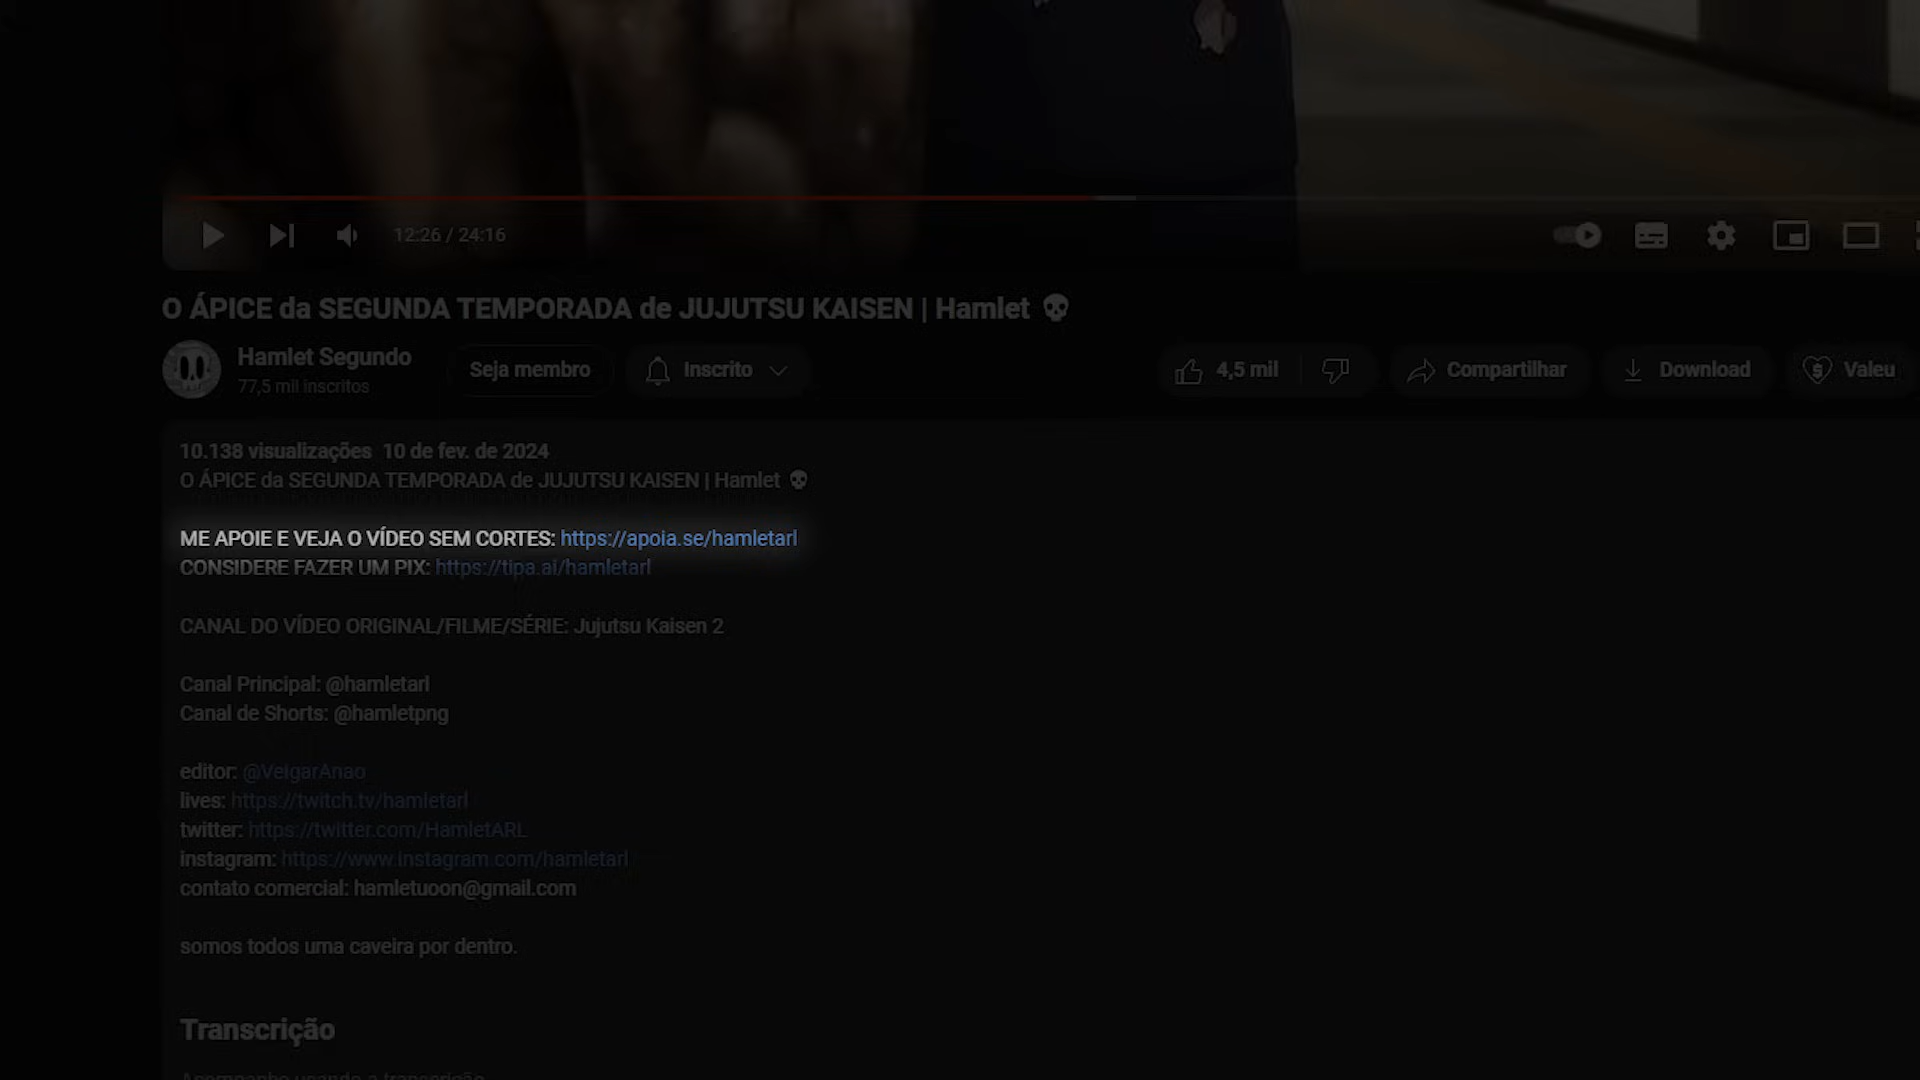 12:26 / 24:16
O ÁPICE da SEGUNDA TEMPORADA de JUJUTSU KAISEN | Hamlet 💀
Hamlet Segundo
77,5 mil inscritos
Seja membro
Inscrito
4,5 mil
Compartilhar
Download
Valeu
10.138 visualizações 10 de fev. de 2024
O ÁPICE da SEGUNDA TEMPORADA de JUJUTSU KAISEN | Hamlet 💀
ME APOIE E VEJA O VÍDEO SEM CORTES: https://apoia.se/hamletarl
CONSIDERE FAZER UM PIX: https://tipa.ai/hamletarl
CANAL DO VÍDEO ORIGINAL/FILME/SÉRIE: Jujutsu Kaisen 2
Canal Principal: @hamletarl
Canal de Shorts: @hamletpng
editor: @VeigarAnao
lives: https://twitch.tv/hamletarl
twitter: https://twitter.com/HamletARL
instagram: https://www.instagram.com/hamletarl
contato comercial: hamletuoon@gmail.com
somos todos uma caveira por dentro.
Transcrição